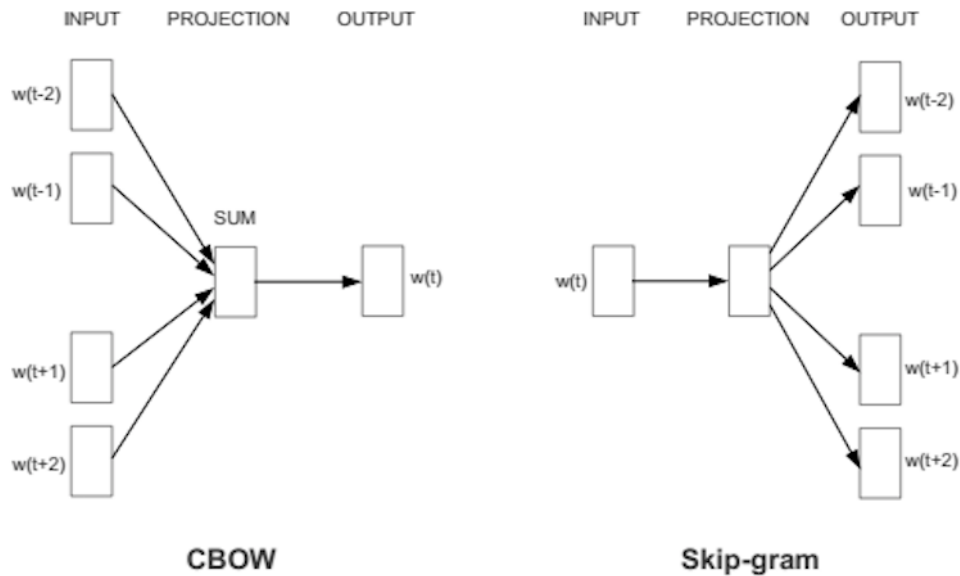 INPUT PROJECTION OUTPUT
w(t-2)
w(t-1)
SUM
w(t)
w(t+1)
w(t+2)
CBOW
INPUT PROJECTION OUTPUT
w(t-2)
w(t-1)
w(t)
w(t+1)
w(t+2)
Skip-gram